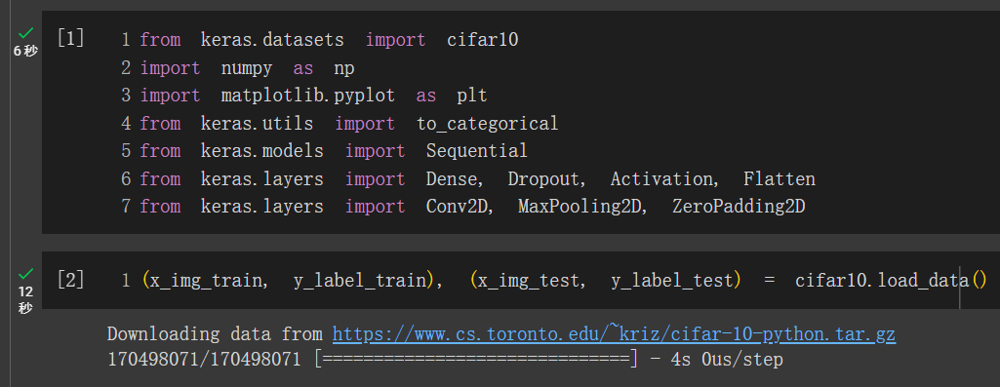 6秒
[1]
1 from keras.datasets import cifar10
2 import numpy as np
3 import matplotlib.pyplot as plt
4 from keras.utils import to_categorical
5 from keras.models import Sequential
6 from keras.layers import Dense, Dropout, Activation, Flatten
7 from keras.layers import Conv2D, MaxPooling2D, ZeroPadding2D
12
秒
[2]
1 (x_img_train, y_label_train), (x_img_test, y_label_test) = cifar10.load_data()
Downloading data from https://www.cs.toronto.edu/~kriz/cifar-10-python.tar.gz
170498071/170498071 [==============================] - 4s 0us/step